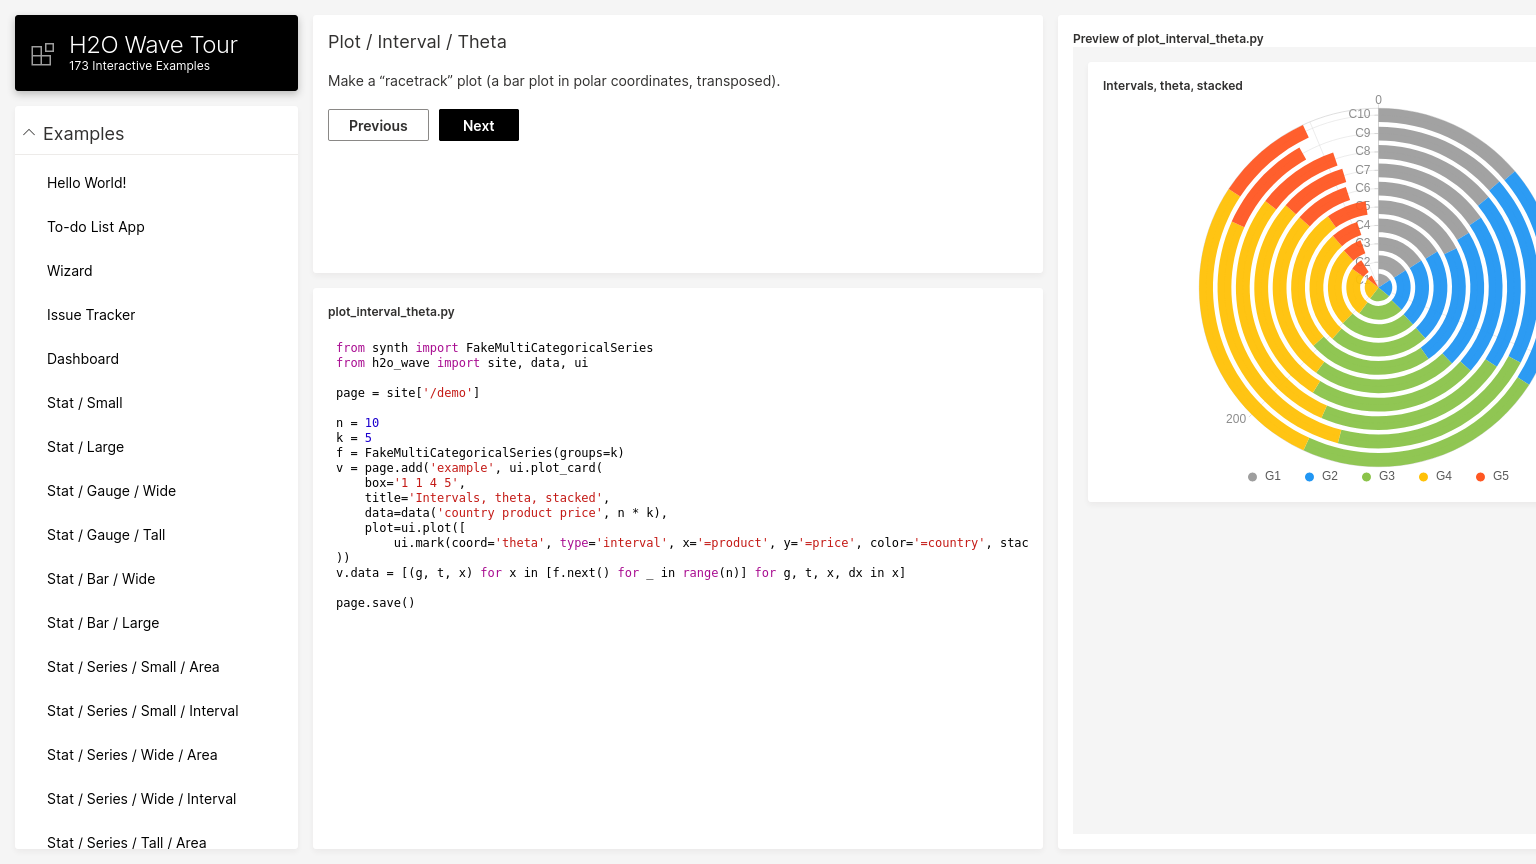 H2O Wave Tour
173 Interactive Examples
Examples
Hello World!
To-do List App
Wizard
Issue Tracker
Dashboard
Stat / Small
Stat / Large
Stat / Gauge / Wide
Stat / Gauge / Tall
Stat / Bar / Wide
Stat / Bar / Large
Stat / Series / Small / Area
Stat / Series / Small / Interval
Stat / Series / Wide / Area
Stat / Series / Wide / Interval
Stat / Series / Tall / Area
Plot / Interval / Theta
Make a “racetrack” plot (a bar plot in polar coordinates, transposed).
Previous
Next
plot_interval_theta.py
from synth import FakeMultiCategoricalSeries
from h2o_wave import site, data, ui
page = site['/demo']
n = 10
k = 5
f = FakeMultiCategoricalSeries(groups=k)
v = page.add('example', ui.plot_card(
    box='1 1 4 5',
    title='Intervals, theta, stacked',
    data=data('country product price', n * k),
    plot=ui.plot([
        ui.mark(coord='theta', type='interval', x='=product', y='=price', color='=country', stac
))
v.data = [(g, t, x) for x in [f.next() for _ in range(n)] for g, t, x, dx in x]
page.save()
Preview of plot_interval_theta.py
Intervals, theta, stacked
0
C10
C9
C8
C7
C6
C5
C4
C3
C2
200
G1
G2
G3
G4
G5